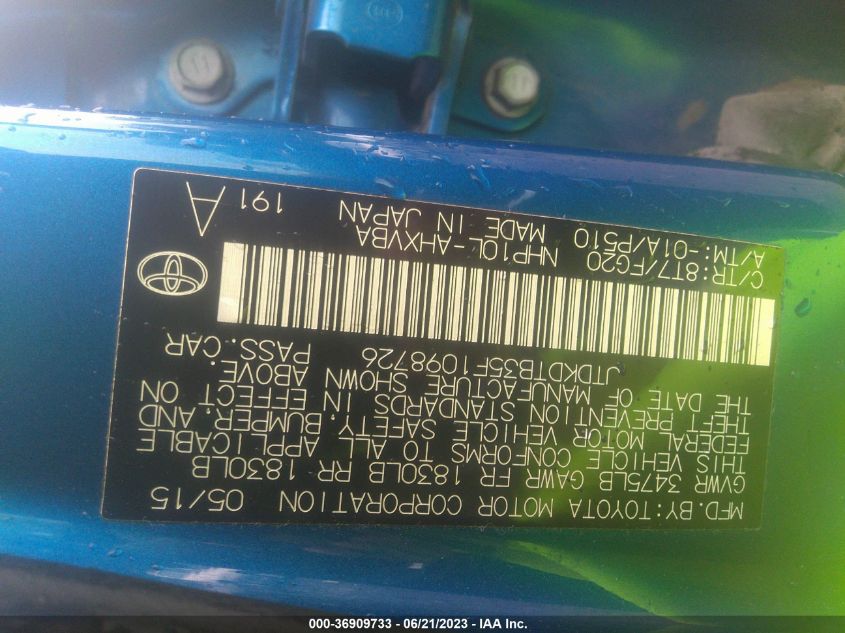 MFD.BY:TOYOTA MOTOR CORPORATION 05/15
GVWR 3475LB GAWR FR 1830LB RR 1830LB
THIS VEHICLE CONFORMS TO ALL APPLICABLE
FEDERAL MOTOR VEHICLE SAFETY, BUMPER, AND
THEFT PREVENTION STANDARDS IN EFFECT ON
THE DATE OF MANUFACTURE SHOWN ABOVE.
JTDKDTB35F1098726 PASS.CAR
C/TR:8T7/FG20 NHP10L-AHXVBA
A/TM:-01A/P510 MADE IN JAPAN 191 A
000-36909733 - 06/21/2023 - IAA Inc.